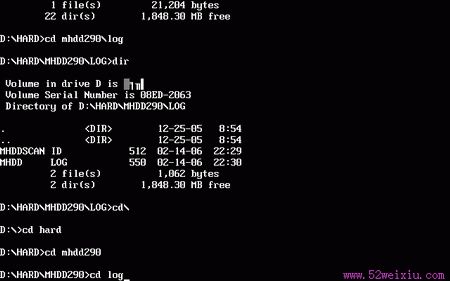 1 file(s) 21,204 bytes
22 dir(s) 1,848.30 MB free
D:\HARD>cd mhdd290\log
D:\HARD\MHDD290\LOG>dir
Volume in drive D is
Volume Serial Number is 08ED-2063
Directory of D:\HARD\MHDD290\LOG
. <DIR> 12-25-05 8:54
.. <DIR> 12-25-05 8:54
MHDDSCAN ID 512 02-14-06 22:29
MHDD LOG 550 02-14-06 22:30
2 file(s) 1,062 bytes
2 dir(s) 1,848.30 MB free
D:\HARD\MHDD290\LOG>cd\
D:\>cd hard
D:\HARD>cd mhdd290
D:\HARD\MHDD290>cd log_
www.52weixiu.com